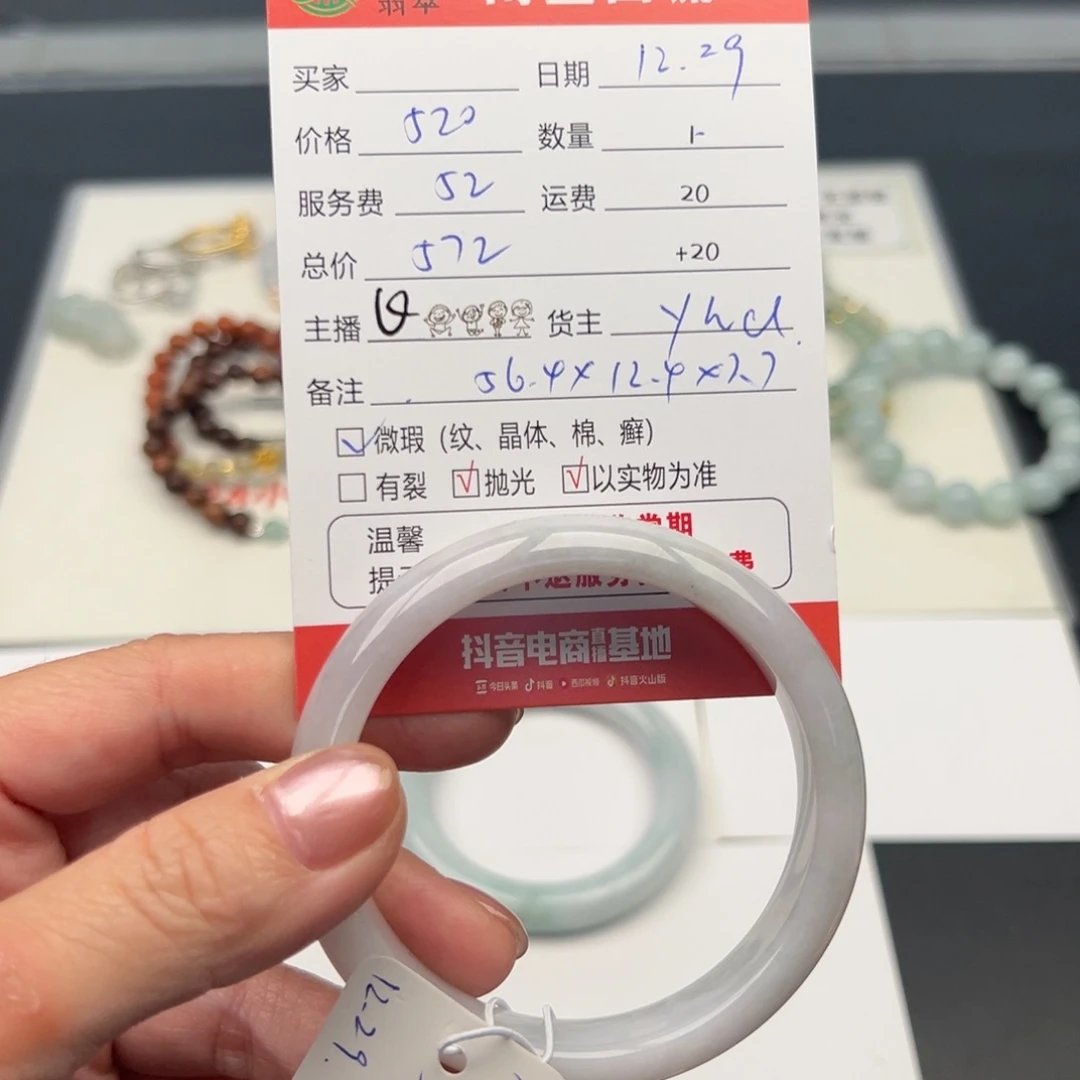 翡翠
买家 日期 12.29
价格 520 数量 1
服务费 52 运费 20
总价 572 +20
主播 货主 yhd
备注 56.4×12.4×7.7
微瑕（纹、晶体、棉、癣）
有裂 √抛光 √以实物为准
温馨
抖音电商直播基地
今日头条 抖音 西瓜视频 抖音火山版
12.29.